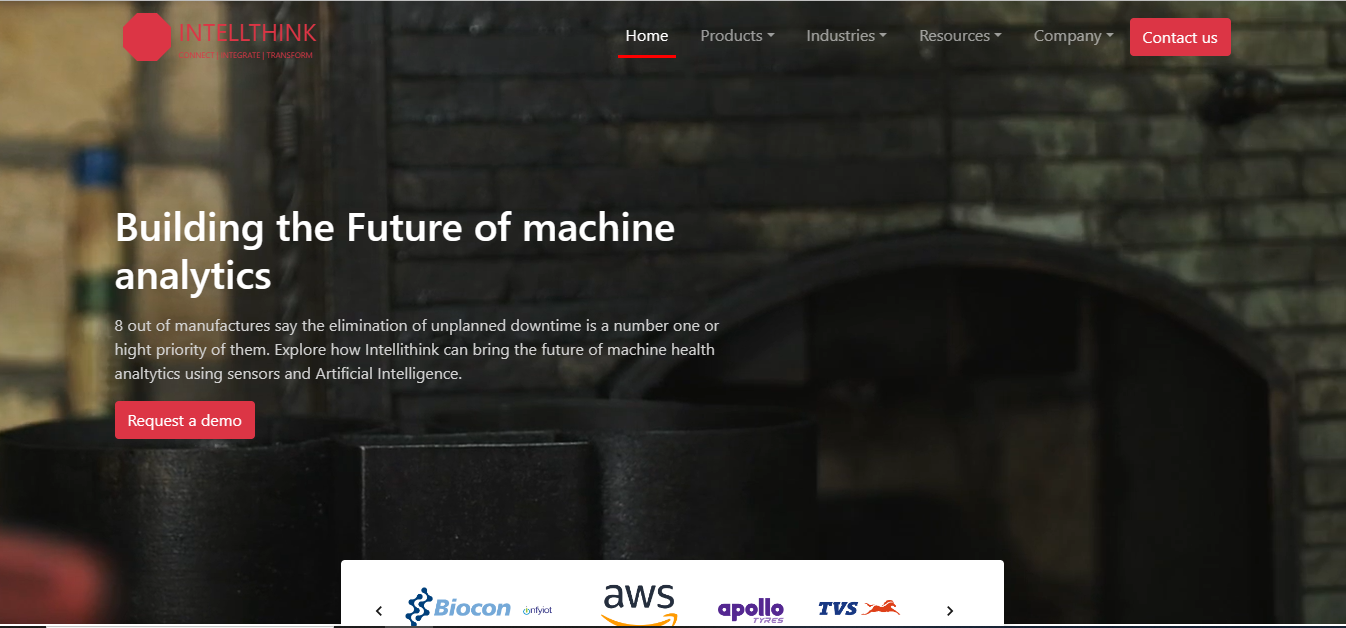 INTELLTHINK
CONNECT | INTEGRATE | TRANSFORM
Home
Products
Industries
Resources
Company
Contact us
Building the Future of machine
analytics
8 out of manufactures say the elimination of unplanned downtime is a number one or
hight priority of them. Explore how Intellithink can bring the future of machine health
analtytics using sensors and Artificial Intelligence.
Request a demo
Biocon
onfyiot
aws
apollo
TYRES
TVS